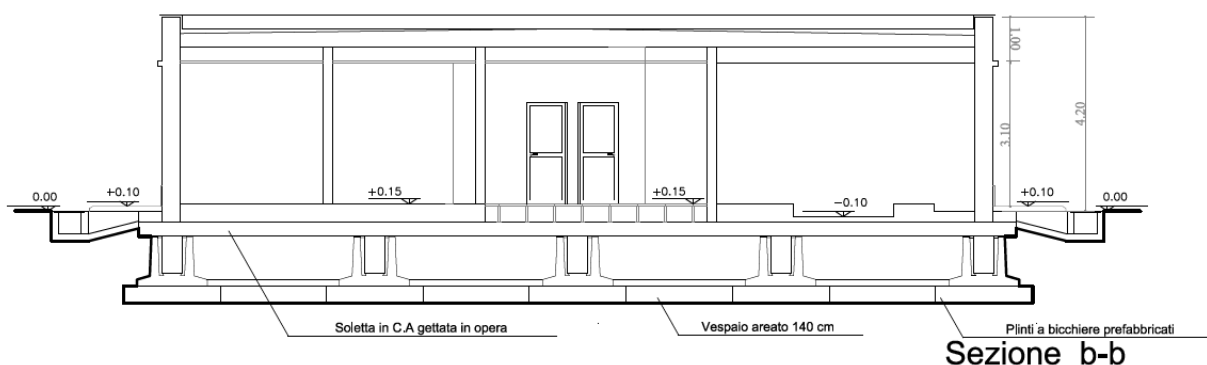 1.00
4.20
3.10
0.00
+0.10
+0.15
+0.15
-0.10
+0.10
0.00
Soletta in C.A gettata in opera
Vespaio areato 140 cm
Plinti a bicchiere prefabbricati
Sezione b-b